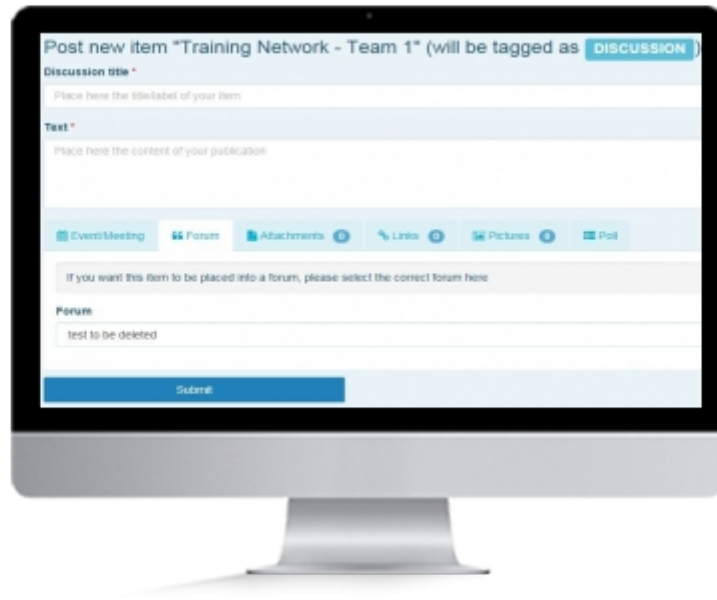 Post new item "Training Network - Team 1" (will be tagged as DISCUSSION )
Discussion title *
Place here the title/label of your item
Text *
Place here the content of your publication
Event/Meeting Forum Attachments 0 Links 0 Pictures 0 Poll
If you want this item to be placed into a forum, please select the correct forum here
Forum
test to be deleted
Submit